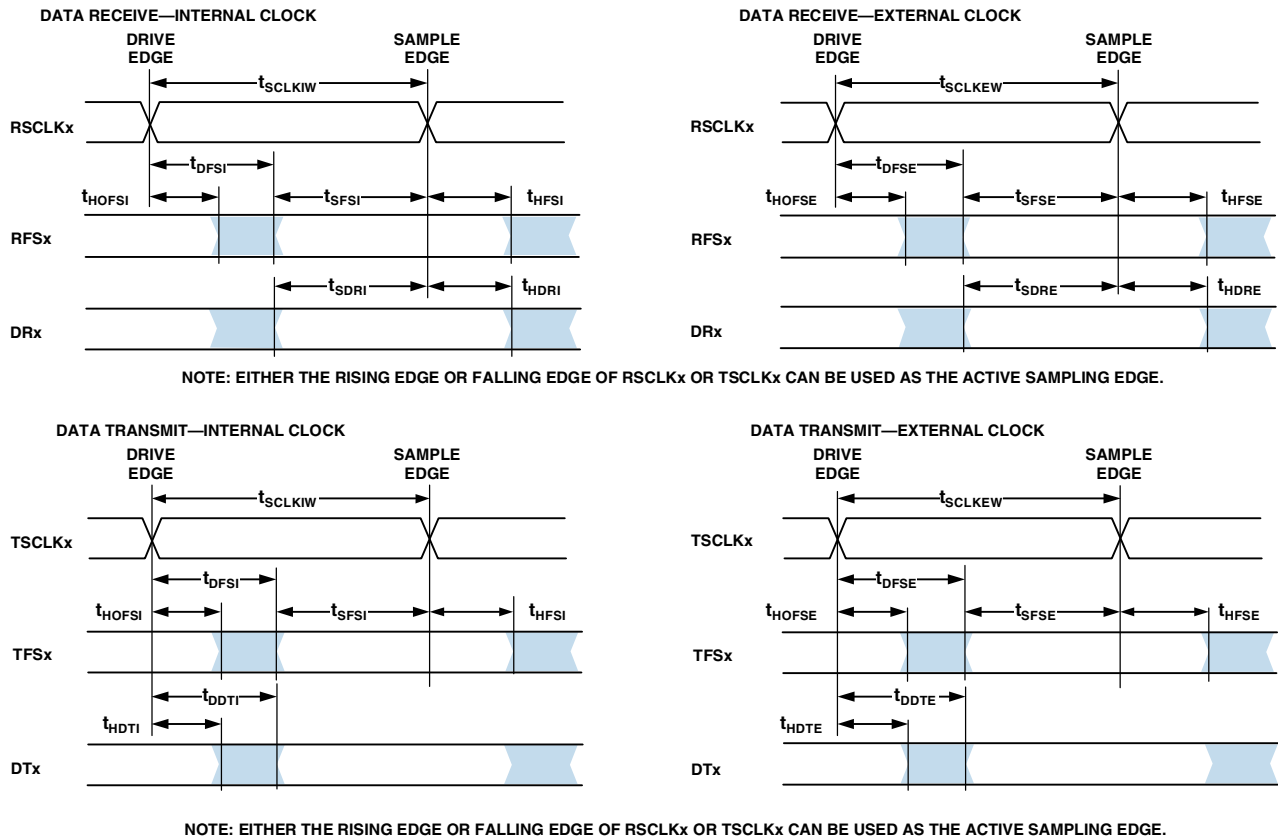 DATA RECEIVE—INTERNAL CLOCK
DRIVE EDGE
SAMPLE EDGE
tSCLKIW
RSCLKx
tDFSI
tHOFSI
tSFSI
tHFSI
RFSx
tSDRI
tHDRI
DRx
DATA RECEIVE—EXTERNAL CLOCK
DRIVE EDGE
SAMPLE EDGE
tSCLKEW
RSCLKx
tDFSE
tHOFSE
tSFSE
tHFSE
RFSx
tSDRE
tHDRE
DRx
NOTE: EITHER THE RISING EDGE OR FALLING EDGE OF RSCLKx OR TSCLKx CAN BE USED AS THE ACTIVE SAMPLING EDGE.
DATA TRANSMIT—INTERNAL CLOCK
DRIVE EDGE
SAMPLE EDGE
tSCLKIW
TSCLKx
tDFSI
tHOFSI
tSFSI
tHFSI
TFSx
tDDTI
tHDTI
DTx
DATA TRANSMIT—EXTERNAL CLOCK
DRIVE EDGE
SAMPLE EDGE
tSCLKEW
TSCLKx
tDFSE
tHOFSE
tSFSE
tHFSE
TFSx
tDDTE
tHDTE
DTx
NOTE: EITHER THE RISING EDGE OR FALLING EDGE OF RSCLKx OR TSCLKx CAN BE USED AS THE ACTIVE SAMPLING EDGE.